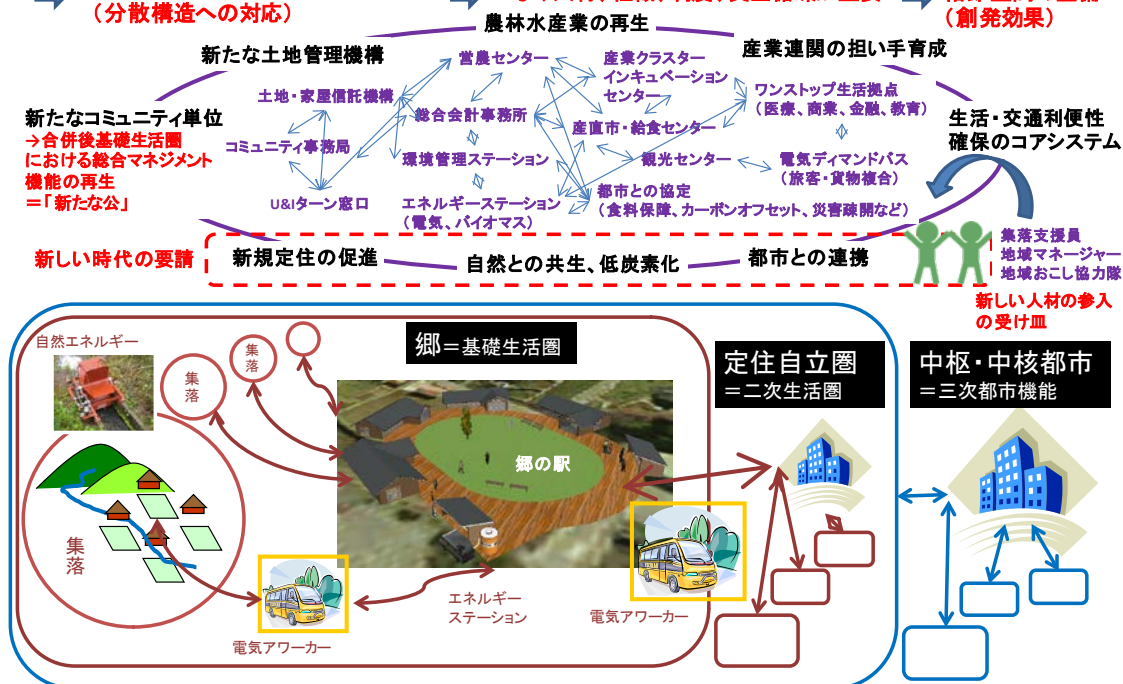 (分散構造への対応)
(創発効果)
農林水産業の再生
新たな土地管理機構
産業連関の担い手育成
営農センター
産業クラスター
インキュベーション
センター
土地・家屋信託機構
ワンストップ生活拠点
(医療、商業、金融、教育)
新たなコミュニティ単位
→合併後基礎生活圏
における総合マネジメント
機能の再生
=「新たな公」
総合会計事務所
産直市・給食センター
生活・交通利便性
確保のコアシステム
コミュニティ事務局
環境管理ステーション
観光センター
電気ディマンドバス
(旅客・貨物複合)
U&Iターン窓口
エネルギーステーション
(電気、バイオマス)
都市との協定
(食料保障、カーボンオフセット、災害疎開など)
新しい時代の要請
新規定住の促進
自然との共生、低炭素化
都市との連携
集落支援員
地域マネージャー
地域おこし協力隊
新しい人材の参入
の受け皿
自然エネルギー
集落
集落
郷=基礎生活圏
定住自立圏
=二次生活圏
中枢・中核都市
=三次都市機能
郷の駅
集落
エネルギー
ステーション
電気アワーカー
電気アワーカー